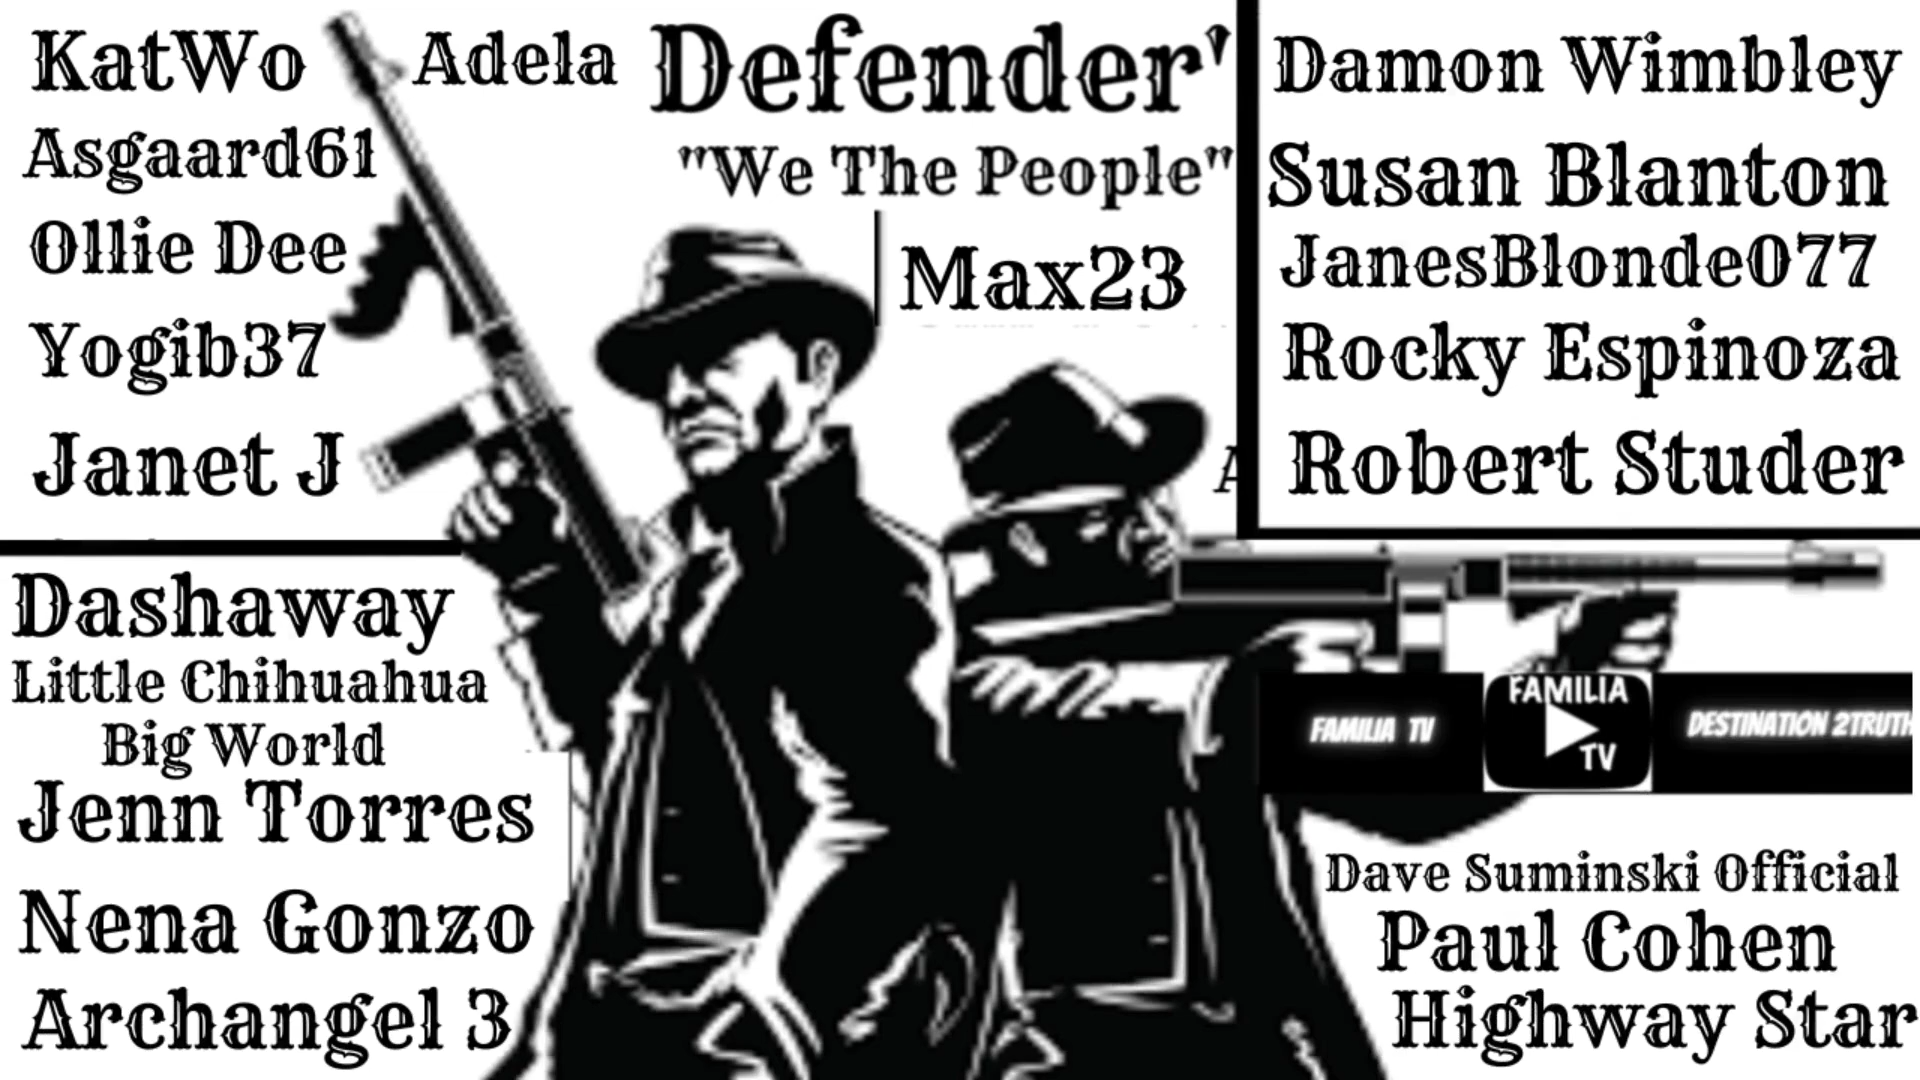 KatWo
Adela
Asgaard61
Ollie Dee
Yogib37
Janet J
Defender'
"We The People"
Max23
A
Damon Wimbley
Susan Blanton
JanesBlonde077
Rocky Espinoza
Robert Studer
Dashaway
Little Chihuahua
Big World
Jenn Torres
Nena Gonzo
Archangel 3
FAMILIA TV
FAMILIA
TV
DESTINATION 2TRUTH
Dave Suminski Official
Paul Cohen
Highway Star